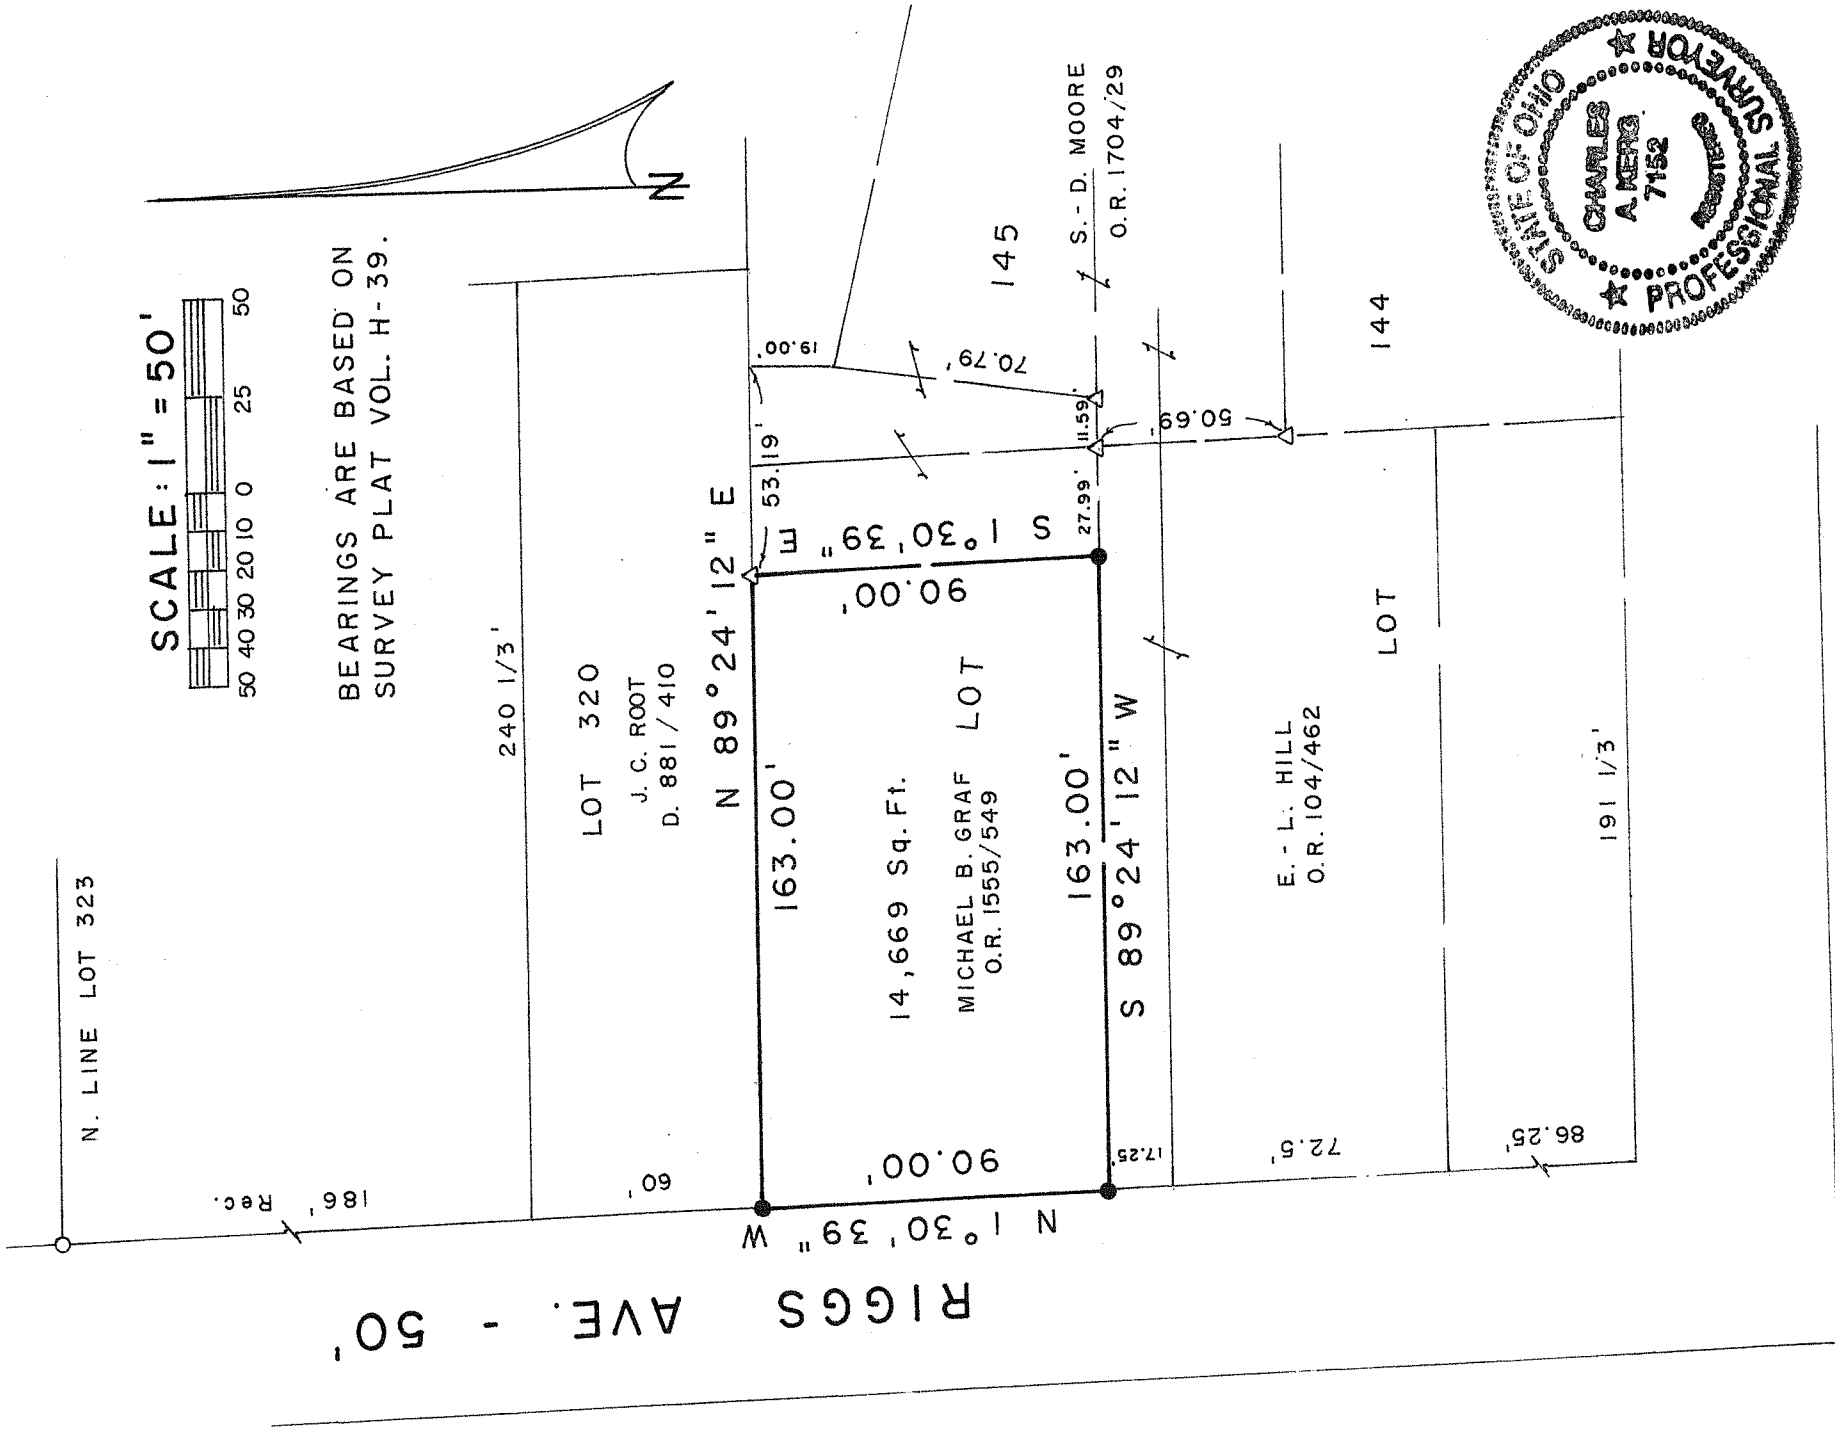 SCALE: 1" = 50'
50 40 30 20 10 0 25 50
BEARINGS ARE BASED ON
SURVEY PLAT VOL. H-39.
N
N. LINE LOT 323
186' Rec.
240 1/3'
60'
LOT 320
J. C. ROOT
D. 881/410
N 89°24'12" E
163.00'
53.19'
19.00'
70.79'
145
S.-D. MOORE
O.R. 1704/29
S 1°30'39" E
90.00'
14,669 Sq. Ft.
MICHAEL B. GRAF LOT
O.R. 1555/549
163.00'
S 89°24'12" W
27.99'
11.59'
50.69'
N 1°30'39" W
90.00'
17.25'
72.5'
86.25'
E.-L. HILL
O.R. 104/462
LOT
144
191 1/3'
RIGGS AVE. - 50'
STATE OF OHIO
CHARLES
A. KERG
7152
REGISTERED
PROFESSIONAL SURVEYOR